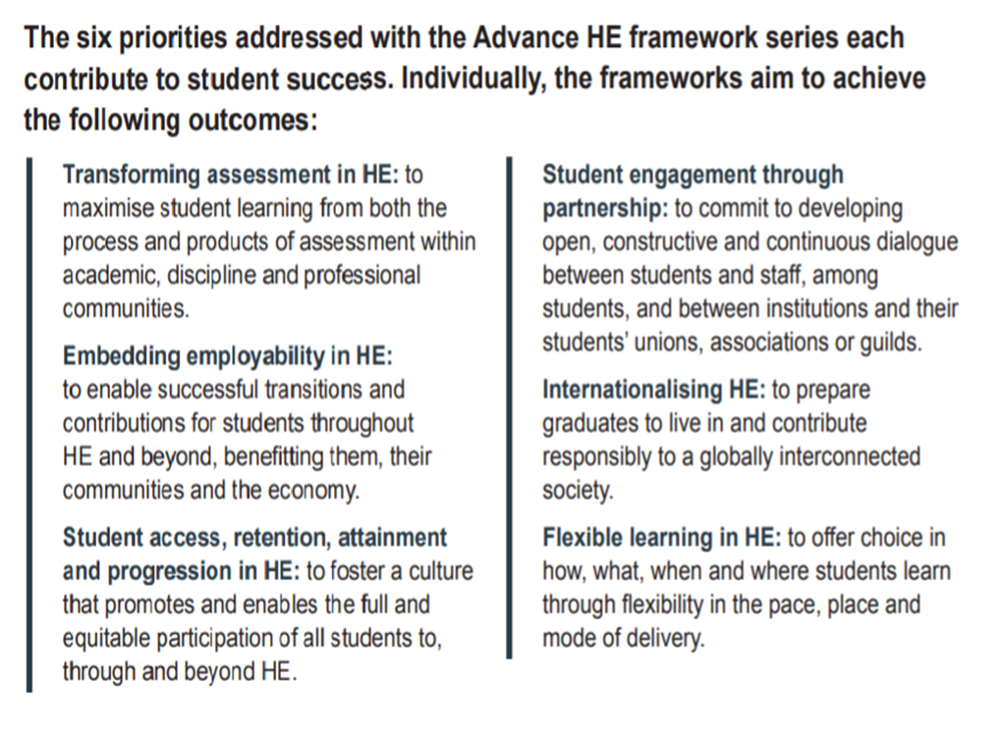 The six priorities addressed with the Advance HE framework series each
contribute to student success. Individually, the frameworks aim to achieve
the following outcomes:
Transforming assessment in HE: to
maximise student learning from both the
process and products of assessment within
academic, discipline and professional
communities.
Embedding employability in HE:
to enable successful transitions and
contributions for students throughout
HE and beyond, benefitting them, their
communities and the economy.
Student access, retention, attainment
and progression in HE: to foster a culture
that promotes and enables the full and
equitable participation of all students to,
through and beyond HE.
Student engagement through
partnership: to commit to developing
open, constructive and continuous dialogue
between students and staff, among
students, and between institutions and their
students’ unions, associations or guilds.
Internationalising HE: to prepare
graduates to live in and contribute
responsibly to a globally interconnected
society.
Flexible learning in HE: to offer choice in
how, what, when and where students learn
through flexibility in the pace, place and
mode of delivery.